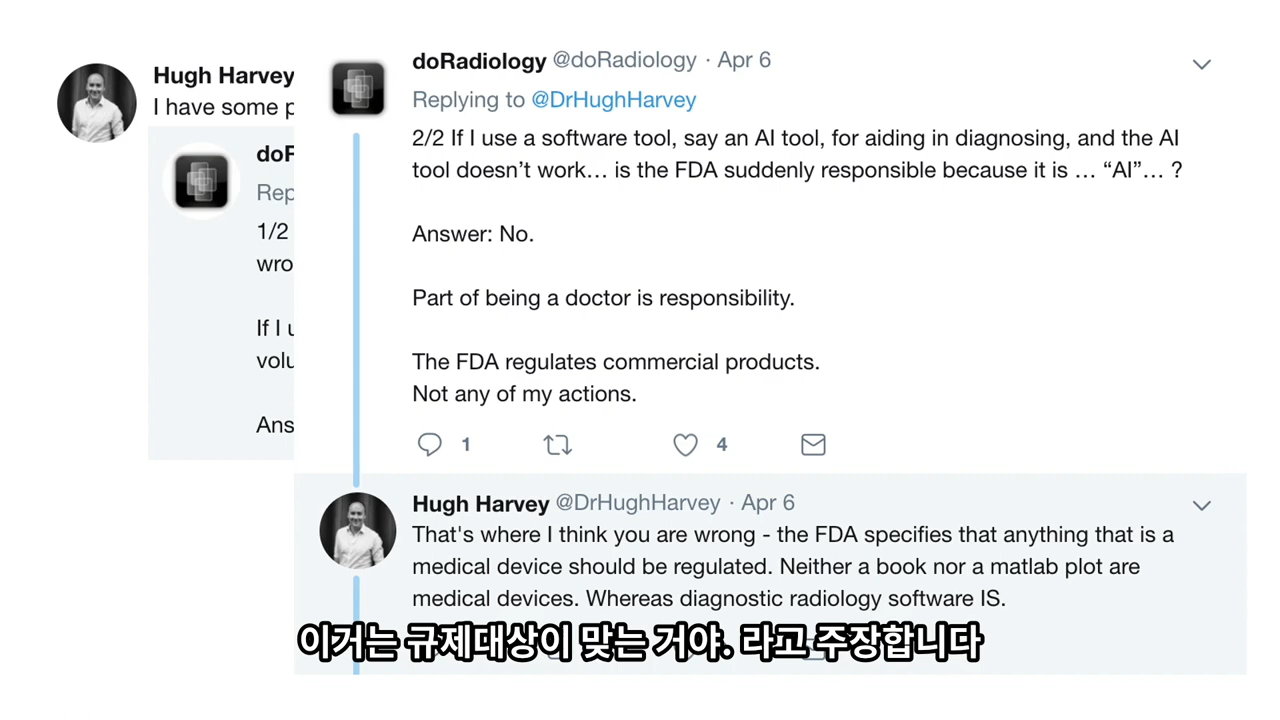 Hugh Harvey
I have some p
doF
Rep
1/2
wro
If I u
volu
Ans
doRadiology @doRadiology · Apr 6
Replying to @DrHughHarvey
2/2 If I use a software tool, say an AI tool, for aiding in diagnosing, and the AI
tool doesn’t work… is the FDA suddenly responsible because it is … “AI”… ?
Answer: No.
Part of being a doctor is responsibility.
The FDA regulates commercial products.
Not any of my actions.
1 4
Hugh Harvey @DrHughHarvey · Apr 6
That's where I think you are wrong - the FDA specifies that anything that is a
medical device should be regulated. Neither a book nor a matlab plot are
medical devices. Whereas diagnostic radiology software IS.
이거는 규제대상이 맞는 거야. 라고 주장합니다